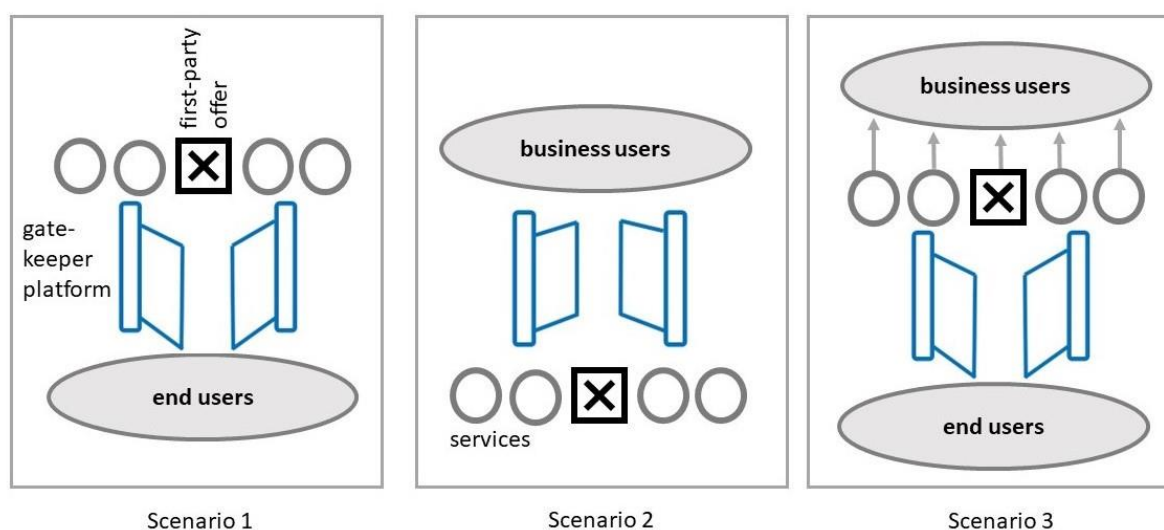 first-party
offer
gate-
keeper
platform
end users
Scenario 1
business users
services
Scenario 2
business users
end users
Scenario 3